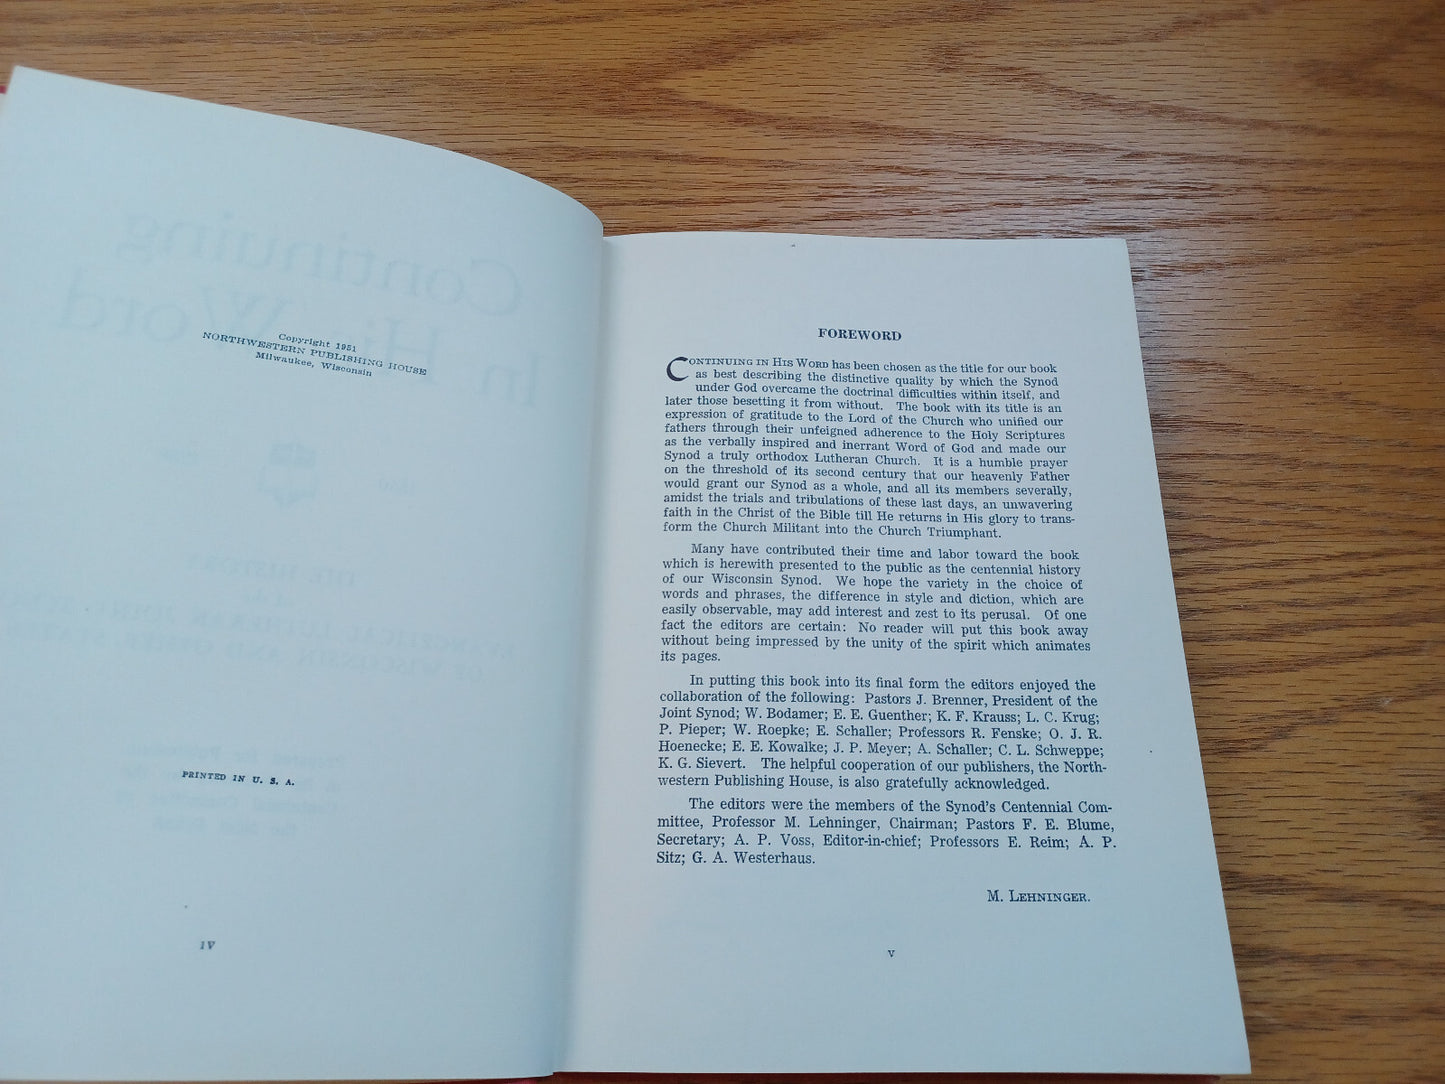 Copyright 1951
NORTHWESTERN PUBLISHING HOUSE
Milwaukee, Wisconsin
PRINTED IN U. S. A.
IV
FOREWORD
CONTINUING IN HIS WORD has been chosen as the title for our book
as best describing the distinctive quality by which the Synod
under God overcame the doctrinal difficulties within itself, and
later those besetting it from without. The book with its title is an
expression of gratitude to the Lord of the Church who unified our
fathers through their unfeigned adherence to the Holy Scriptures
as the verbally inspired and inerrant Word of God and made our
Synod a truly orthodox Lutheran Church. It is a humble prayer
on the threshold of its second century that our heavenly Father
would grant our Synod as a whole, and all its members severally,
amidst the trials and tribulations of these last days, an unwavering
faith in the Christ of the Bible till He returns in His glory to trans-
form the Church Militant into the Church Triumphant.
Many have contributed their time and labor toward the book
which is herewith presented to the public as the centennial history
of our Wisconsin Synod. We hope the variety in the choice of
words and phrases, the difference in style and diction, which are
easily observable, may add interest and zest to its perusal. Of one
fact the editors are certain: No reader will put this book away
without being impressed by the unity of the spirit which animates
its pages.
In putting this book into its final form the editors enjoyed the
collaboration of the following: Pastors J. Brenner, President of the
Joint Synod; W. Bodamer; E. E. Guenther; K. F. Krauss; L. C. Krug;
P. Pieper; W. Roepke; E. Schaller; Professors R. Fenske; O. J. R.
Hoenecke; E. E. Kowalke; J. P. Meyer; A. Schaller; C. L. Schweppe;
K. G. Sievert. The helpful cooperation of our publishers, the North-
western Publishing House, is also gratefully acknowledged.
The editors were the members of the Synod's Centennial Com-
mittee, Professor M. Lehninger, Chairman; Pastors F. E. Blume,
Secretary; A. P. Voss, Editor-in-chief; Professors E. Reim; A. P.
Sitz; G. A. Westerhaus.
M. LEHNINGER.
V